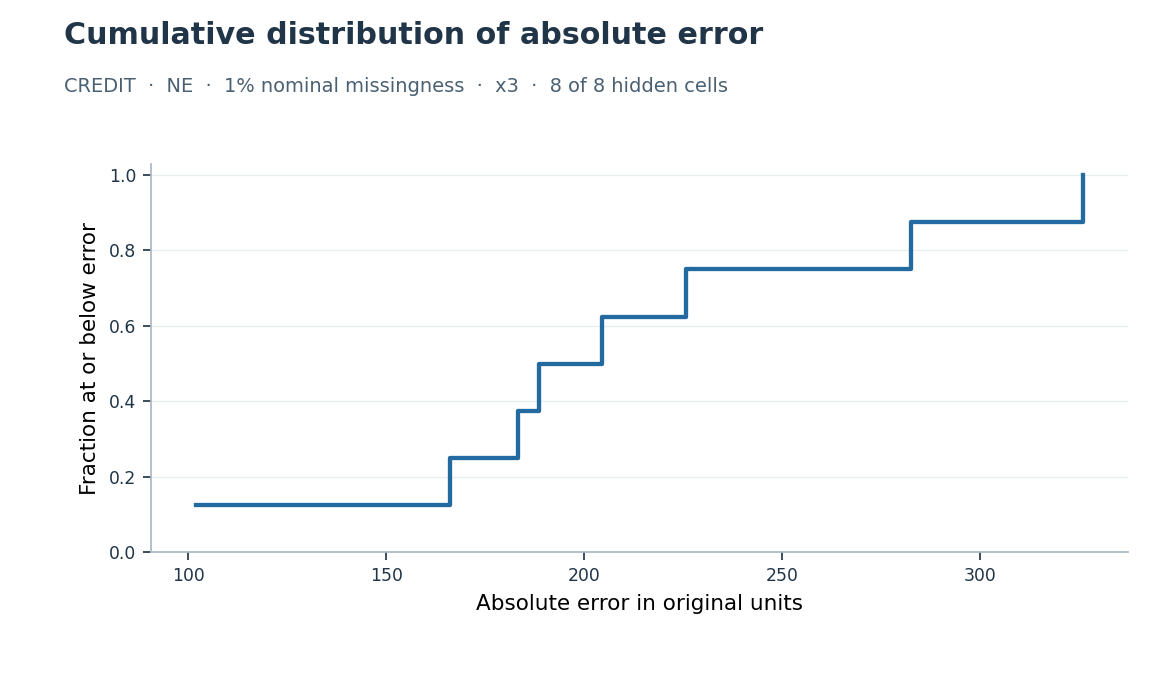 Cumulative distribution of absolute error
CREDIT · NE · 1% nominal missingness · x3 · 8 of 8 hidden cells
Fraction at or below error
1.0
0.8
0.6
0.4
0.2
0.0
100 150 200 250 300
Absolute error in original units